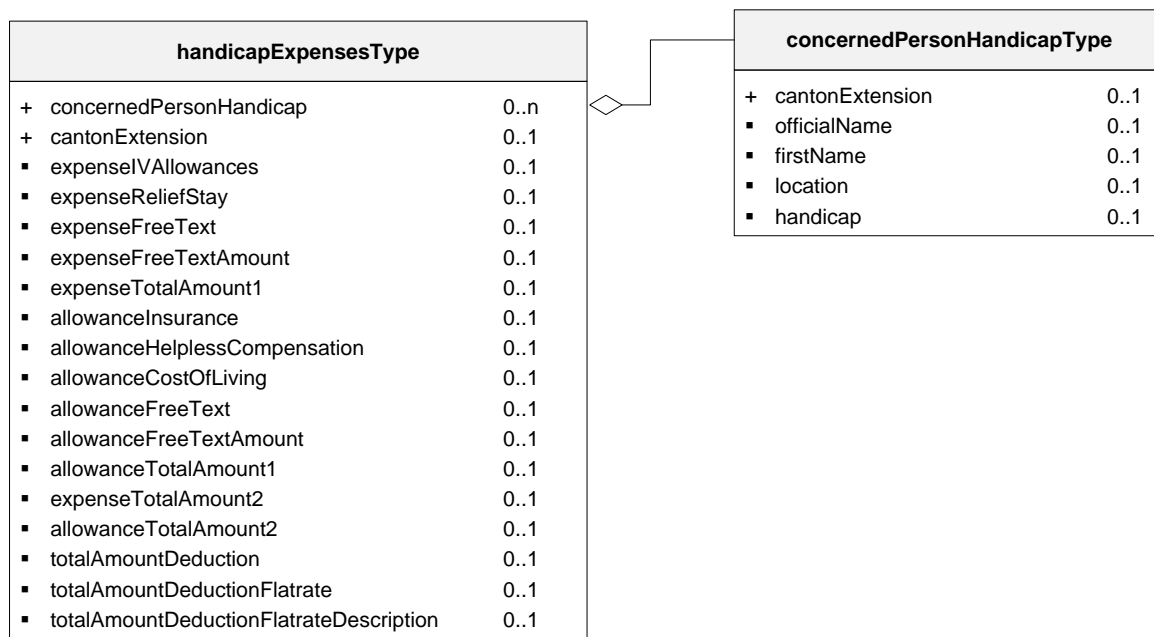 handicapExpensesType
+ concernedPersonHandicap 0..n
+ cantonExtension 0..1
▪ expenseIVAllowances 0..1
▪ expenseReliefStay 0..1
▪ expenseFreeText 0..1
▪ expenseFreeTextAmount 0..1
▪ expenseTotalAmount1 0..1
▪ allowanceInsurance 0..1
▪ allowanceHelplessCompensation 0..1
▪ allowanceCostOfLiving 0..1
▪ allowanceFreeText 0..1
▪ allowanceFreeTextAmount 0..1
▪ allowanceTotalAmount1 0..1
▪ expenseTotalAmount2 0..1
▪ allowanceTotalAmount2 0..1
▪ totalAmountDeduction 0..1
▪ totalAmountDeductionFlatrate 0..1
▪ totalAmountDeductionFlatrateDescription 0..1
concernedPersonHandicapType
+ cantonExtension 0..1
▪ officialName 0..1
▪ firstName 0..1
▪ location 0..1
▪ handicap 0..1